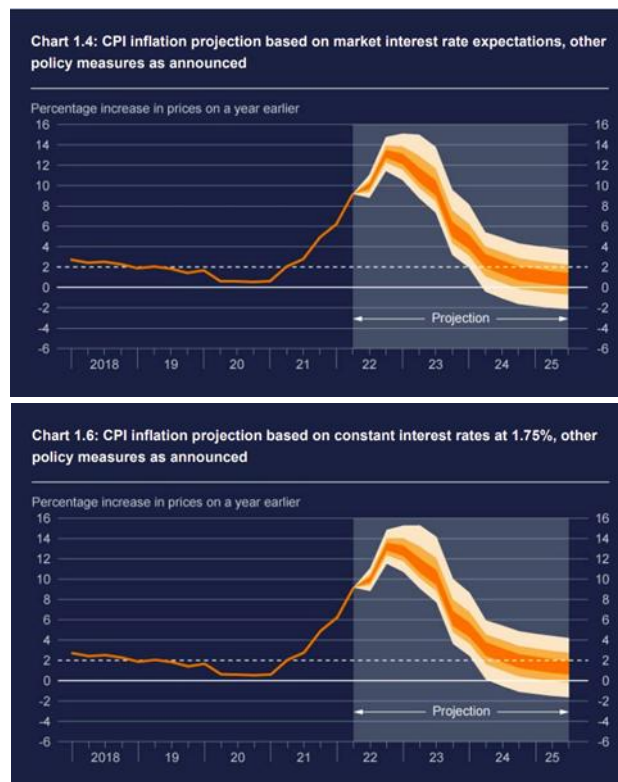 Chart 1.4: CPI inflation projection based on market interest rate expectations, other
policy measures as announced
Percentage increase in prices on a year earlier
16 16
14 14
12 12
10 10
8 8
6 6
4 4
2 2
0 0
-2 -2
Projection
-4 -4
-6 -6
2018 19 20 21 22 23 24 25
Chart 1.6: CPI inflation projection based on constant interest rates at 1.75%, other
policy measures as announced
Percentage increase in prices on a year earlier
16 16
14 14
12 12
10 10
8 8
6 6
4 4
2 2
0 0
-2 -2
Projection
-4 -4
-6 -6
2018 19 20 21 22 23 24 25